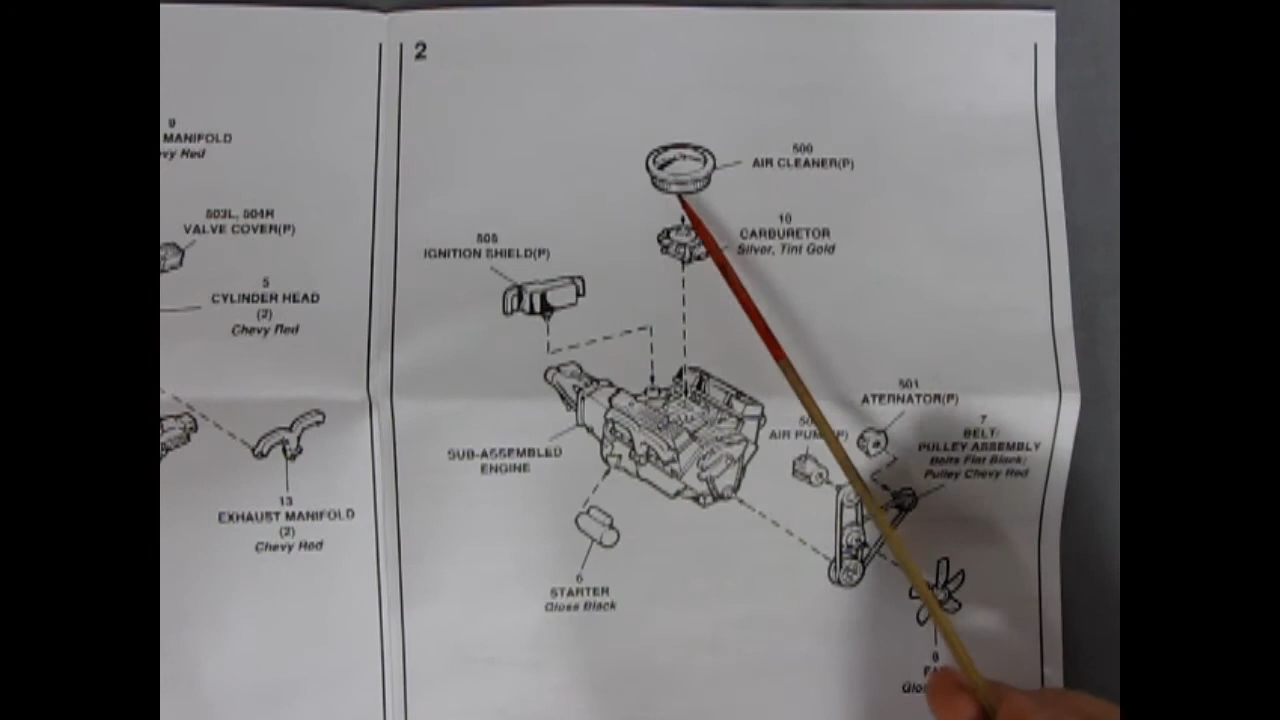 9
MANIFOLD
vy Red
503L, 504R
VALVE COVER(P)
5
CYLINDER HEAD
(2)
Chevy Red
13
EXHAUST MANIFOLD
(2)
Chevy Red
2
500
AIR CLEANER(P)
10
CARBURETOR
Silver, Tint Gold
505
IGNITION SHIELD(P)
501
ATERNATOR(P)
AIR PUMP(P)
7
BELT/
PULLEY ASSEMBLY
Belts Flat Black;
Pulley Chevy Red
SUB-ASSEMBLED
ENGINE
6
STARTER
Gloss Black
8